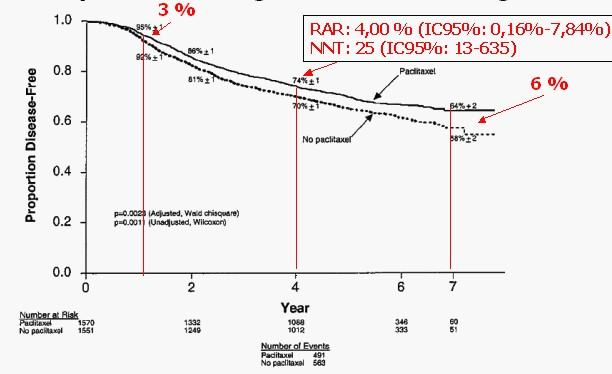 3 %
RAR: 4,00 % (IC95%: 0,16%-7,84%)
NNT: 25 (IC95%: 13-635)
6 %
Proportion Disease-Free
1.0
0.8
0.6
0.4
0.2
0.0
95% ± 1
92% ± 1
86% ± 1
81% ± 1
74% ± 1
70% ± 1
64% ± 2
58% ± 2
Paclitaxel
No paclitaxel
p=0.0023 (Adjusted, Wald chisquare)
p=0.0011 (Unadjusted, Wilcoxon)
0 2 4 6 7
Year
Number at Risk
Paclitaxel 1570 1332 1088 346 60
No paclitaxel 1551 1249 1012 333 51
Number of Events
Paclitaxel 491
No paclitaxel 563